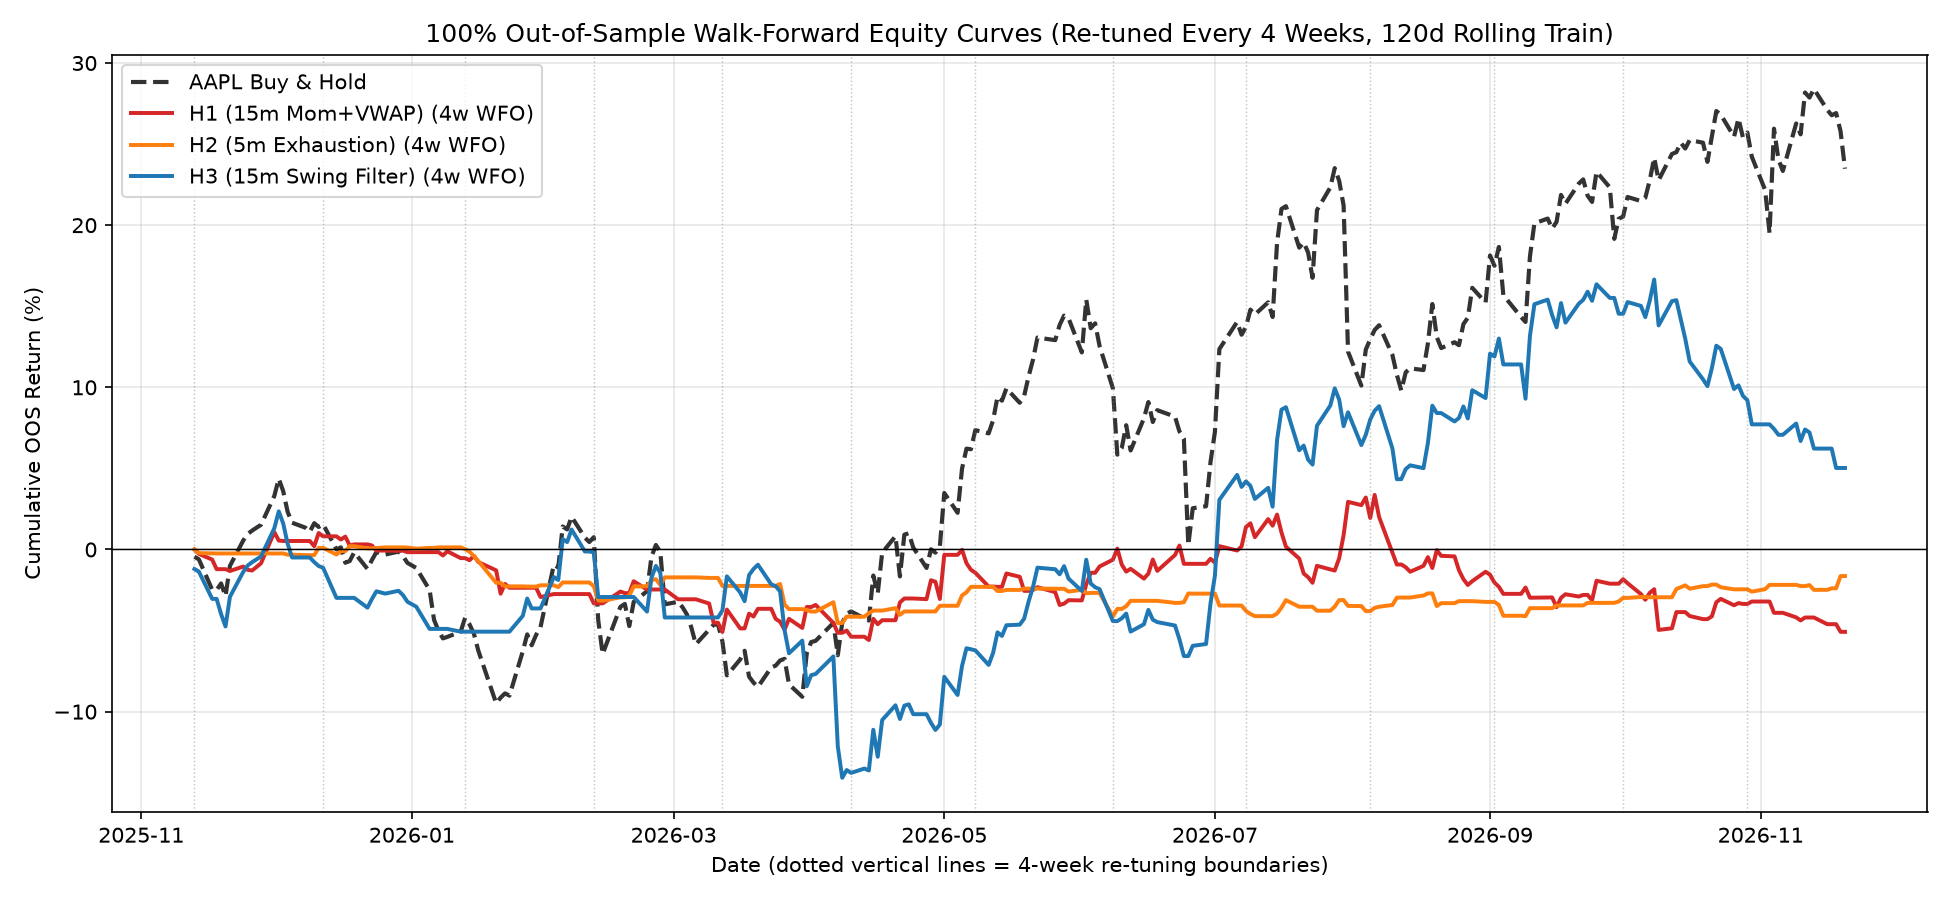 100% Out-of-Sample Walk-Forward Equity Curves (Re-tuned Every 4 Weeks, 120d Rolling Train)
AAPL Buy & Hold
H1 (15m Mom+VWAP) (4w WFO)
H2 (5m Exhaustion) (4w WFO)
H3 (15m Swing Filter) (4w WFO)
Cumulative OOS Return (%)
30
20
10
0
−10
2025-11
2026-01
2026-03
2026-05
2026-07
2026-09
2026-11
Date (dotted vertical lines = 4-week re-tuning boundaries)